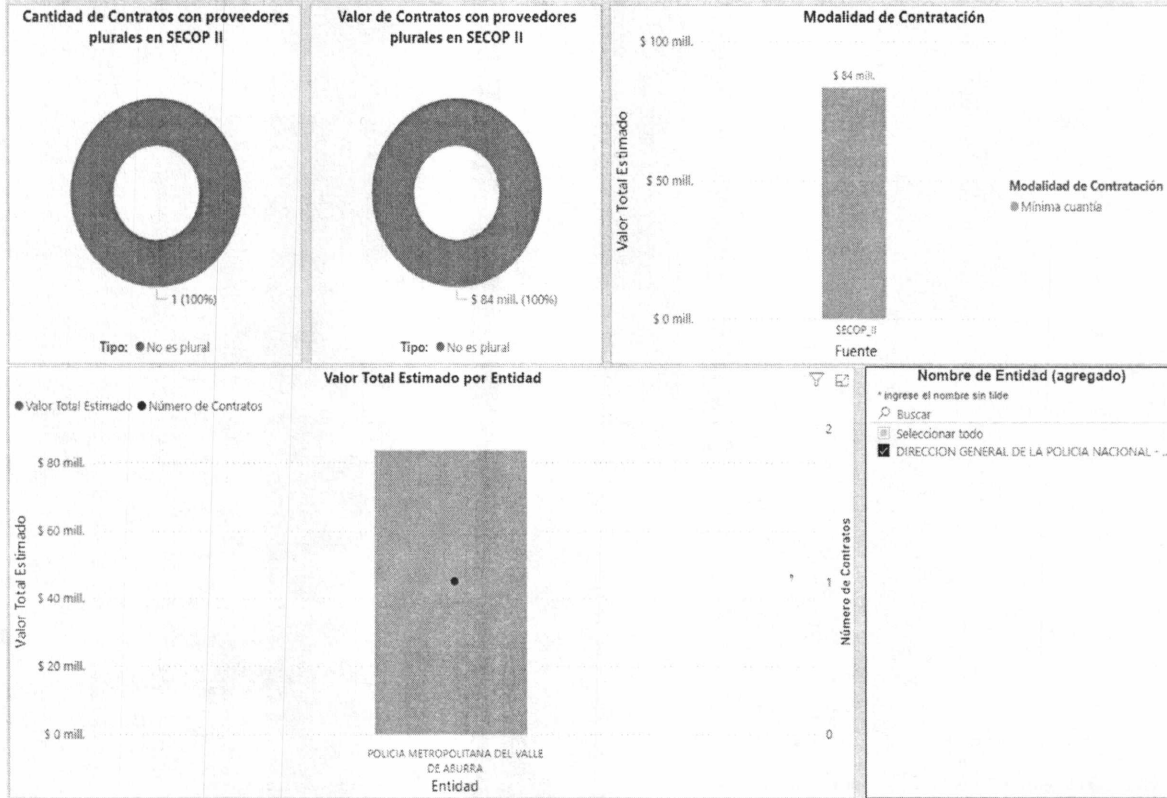 Cantidad de Contratos con proveedores
plurales en SECOP II
1 (100%)
Tipo: No es plural
Valor de Contratos con proveedores
plurales en SECOP II
$ 84 mill. (100%)
Tipo: No es plural
Modalidad de Contratación
Valor Total Estimado
$ 100 mill.
$ 50 mill.
$ 0 mill.
$ 84 mill.
SECOP_II
Fuente
Modalidad de Contratación
Mínima cuantía
Valor Total Estimado por Entidad
Valor Total Estimado Número de Contratos
Valor Total Estimado
$ 80 mill.
$ 60 mill.
$ 40 mill.
$ 20 mill.
$ 0 mill.
2
1
0
Número de Contratos
POLICIA METROPOLITANA DEL VALLE
DE ABURRA
Entidad
Nombre de Entidad (agregado)
* ingrese el nombre sin tilde
Buscar
Seleccionar todo
DIRECCION GENERAL DE LA POLICIA NACIONAL - ...